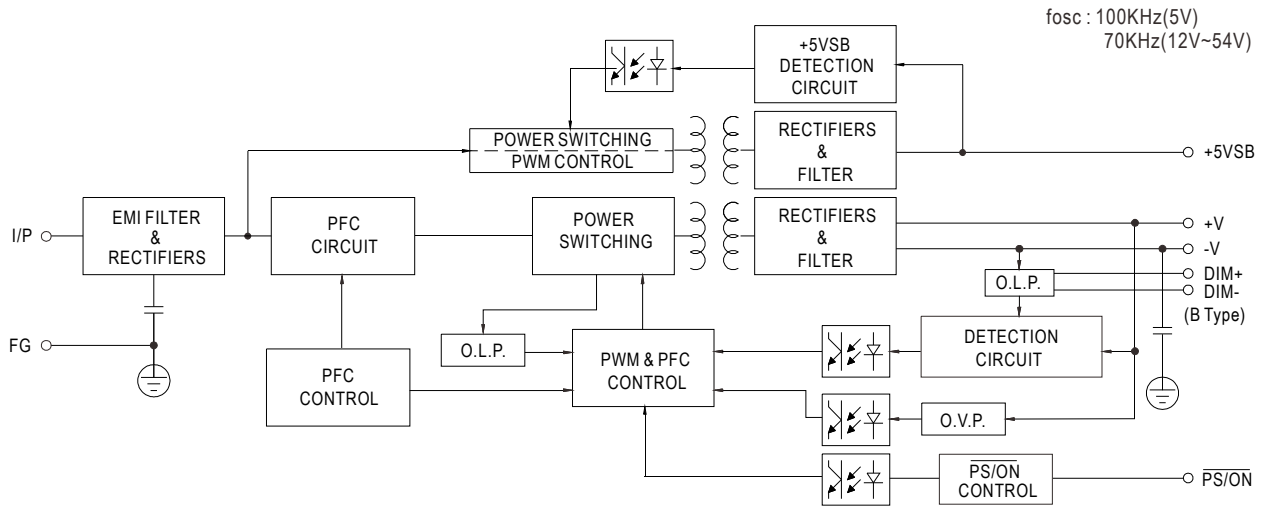 fosc : 100KHz(5V)
70KHz(12V~54V)
+5VSB
DETECTION
CIRCUIT
POWER SWITCHING
PWM CONTROL
RECTIFIERS
&
FILTER
+5VSB
I/P
EMI FILTER
&
RECTIFIERS
PFC
CIRCUIT
POWER
SWITCHING
RECTIFIERS
&
FILTER
+V
-V
O.L.P.
DIM+
DIM-
(B Type)
FG
O.L.P.
PFC
CONTROL
PWM & PFC
CONTROL
DETECTION
CIRCUIT
O.V.P.
PS/ON
CONTROL
PS/ON